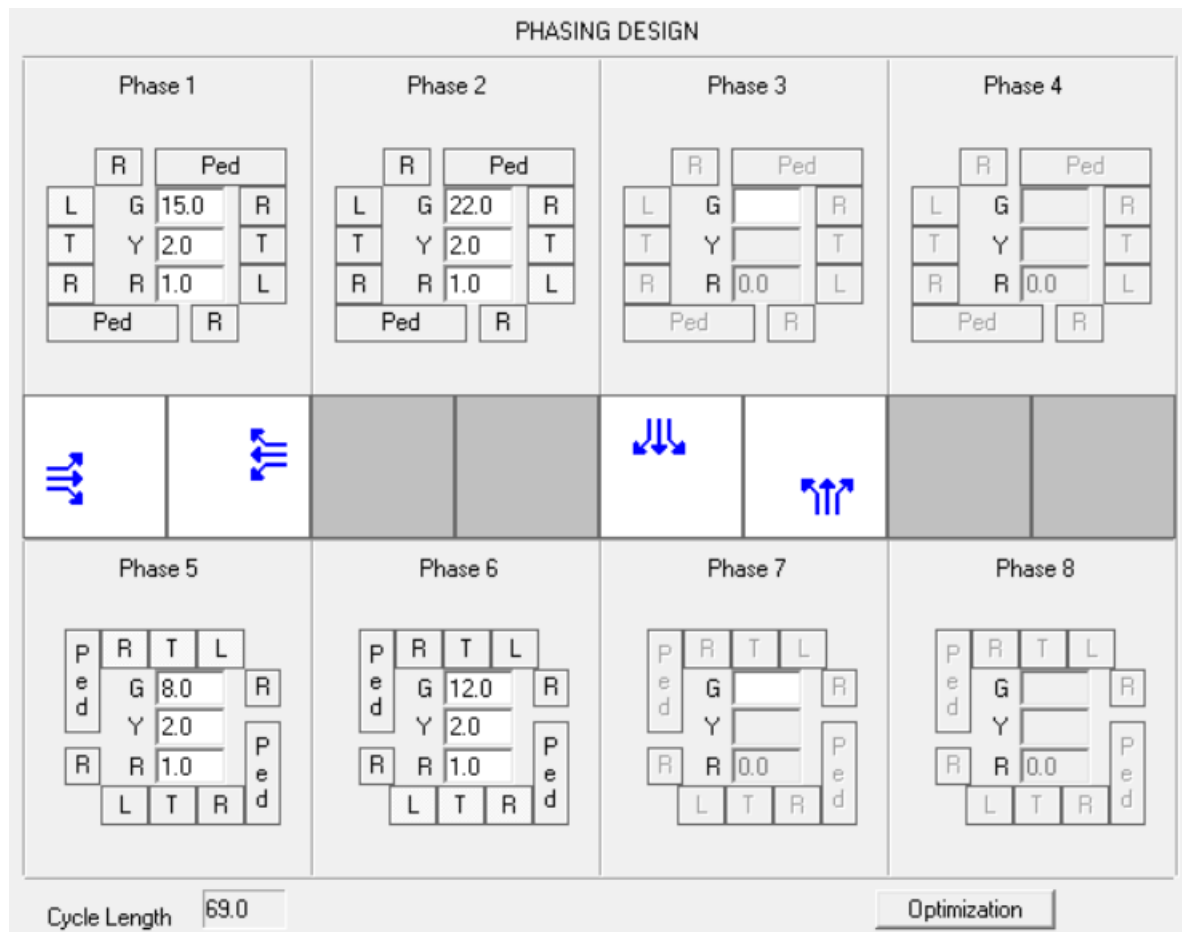 PHASING DESIGN
Phase 1 Phase 2 Phase 3 Phase 4
R Ped R Ped R Ped R Ped
L G 15.0 R L G 22.0 R L G R L G R
T Y 2.0 T T Y 2.0 T T Y T T Y T
R R 1.0 L R R 1.0 L R R 0.0 L R R 0.0 L
Ped R Ped R Ped R Ped R
Phase 5 Phase 6 Phase 7 Phase 8
Ped R T L Ped R T L Ped R T L Ped R T L
G 8.0 R G 12.0 R G R G R
Y 2.0 Y 2.0 Y Y
R R 1.0 Ped R R 1.0 Ped R R 0.0 Ped R R 0.0 Ped
L T R L T R L T R L T R
Cycle Length 69.0 Optimization